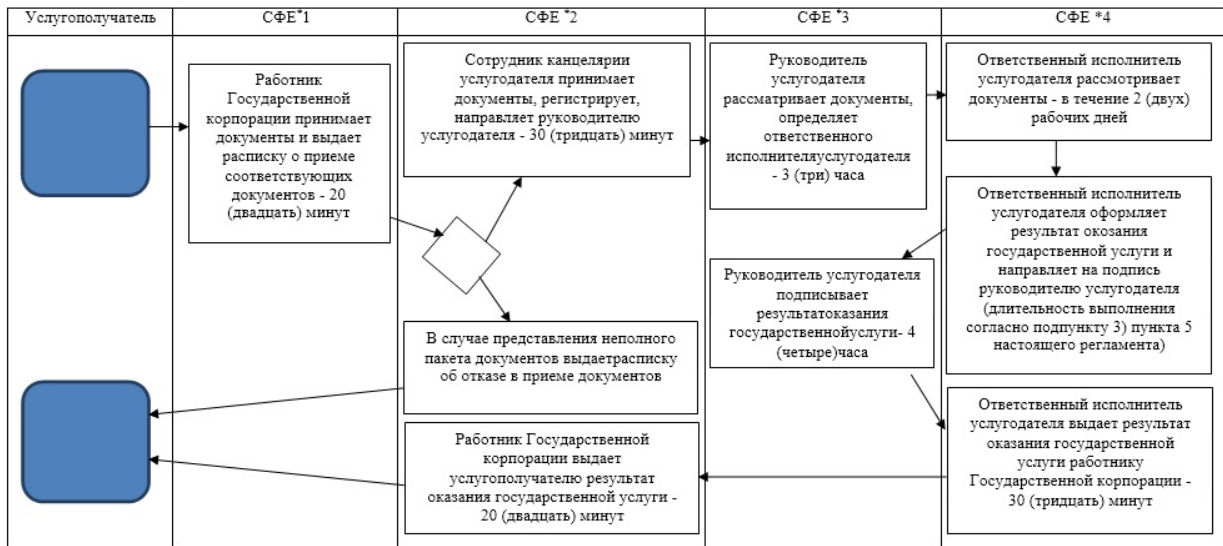 Услугополучатель
СФЕ*1
СФЕ *2
СФЕ *3
СФЕ *4
Работник
Государственной
корпорации принимает
документы и выдает
расписку о приеме
соответствующих
документов - 20
(двадцать) минут
Сотрудник канцелярии
услугодателя принимает
документы, регистрирует,
направляет руководителю
услугодателя - 30 (тридцать) минут
Руководитель
услугодателя
рассматривает документы,
определяет
ответственного
исполнителяуслугодателя
- 3 (три) часа
Ответственный исполнитель
услугодателя рассмотривает
документы - в течение 2 (двух)
рабочих дней
Ответственный исполнитель
услугодателя оформляет
результат окозания
государственной услуги и
направляет на подпись
руководителю услугодателя
(длительность выполнения
согласно подпункту 3) пункта 5
настоящего регламента)
Руководитель услугодателя
подписывает
результатоказания
государственнойуслуги- 4
(четыре)часа
В случае представления неполного
пакета документов выдаетрасписку
об отказе в приеме документов
Работник Государственной
корпорации выдает
услугополучателю результат
оказания государственной услуги -
20 (двадцать) минут
Ответственный исполнитель
услугодателя выдает результат
оказания государственной
услуги работнику
Государственной корпорации -
30 (тридцать) минут